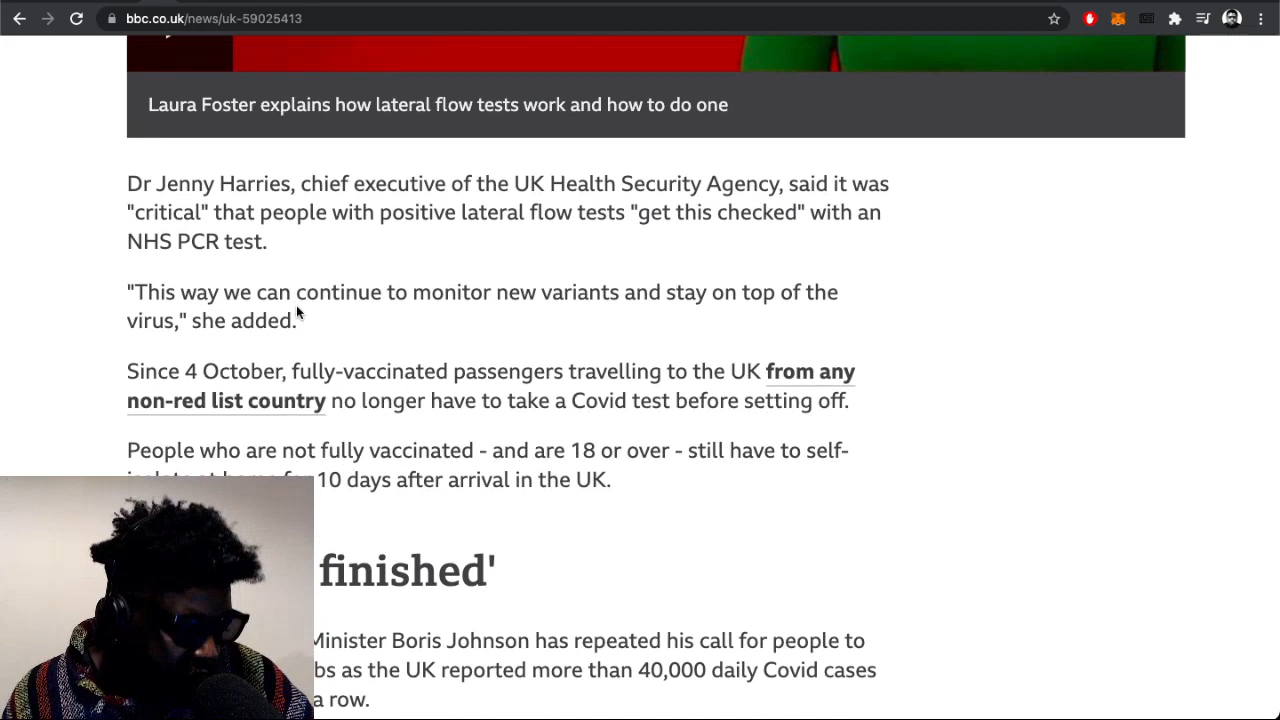 bbc.co.uk/news/uk-59025413
Laura Foster explains how lateral flow tests work and how to do one
Dr Jenny Harries, chief executive of the UK Health Security Agency, said it was
"critical" that people with positive lateral flow tests "get this checked" with an
NHS PCR test.
"This way we can continue to monitor new variants and stay on top of the
virus," she added.
Since 4 October, fully-vaccinated passengers travelling to the UK from any
non-red list country no longer have to take a Covid test before setting off.
People who are not fully vaccinated - and are 18 or over - still have to self-
10 days after arrival in the UK.
finished'
Minister Boris Johnson has repeated his call for people to
as the UK reported more than 40,000 daily Covid cases
a row.